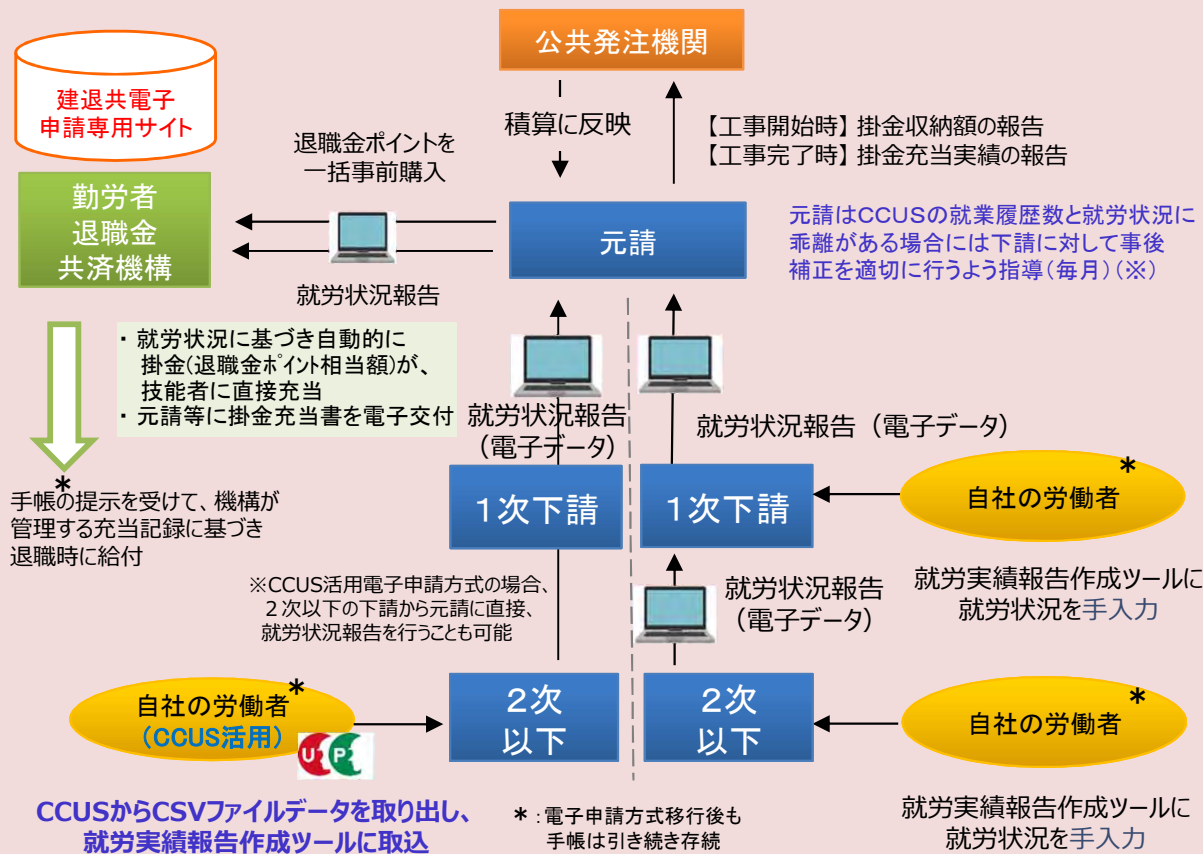 公共発注機関
建退共電子
申請専用サイト
積算に反映
【工事開始時】掛金収納額の報告
【工事完了時】掛金充当実績の報告
退職金ポイントを
一括事前購入
勤労者
退職金
共済機構
元請
元請はCCUSの就業履歴数と就労状況に
乖離がある場合には下請に対して事後
補正を適切に行うよう指導(毎月)(※)
就労状況報告
・ 就労状況に基づき自動的に
掛金(退職金ポイント相当額)が、
技能者に直接充当
・ 元請等に掛金充当書を電子交付
就労状況報告
(電子データ)
就労状況報告（電子データ）
*
手帳の提示を受けて、機構が
管理する充当記録に基づき
退職時に給付
1次下請
1次下請
自社の労働者*
就労実績報告作成ツールに
就労状況を手入力
※CCUS活用電子申請方式の場合、
２次以下の下請から元請に直接、
就労状況報告を行うことも可能
就労状況報告
(電子データ)
自社の労働者*
(CCUS活用)
UP
2次
以下
2次
以下
自社の労働者*
CCUSからCSVファイルデータを取り出し、
就労実績報告作成ツールに取込
*：電子申請方式移行後も
手帳は引き続き存続
就労実績報告作成ツールに
就労状況を手入力